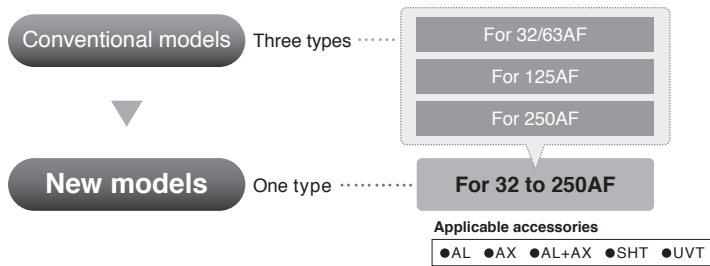 Conventional models Three types ······ For 32/63AF
For 125AF
For 250AF
New models One type ············ For 32 to 250AF
Applicable accessories
●AL ●AX ●AL+AX ●SHT ●UVT